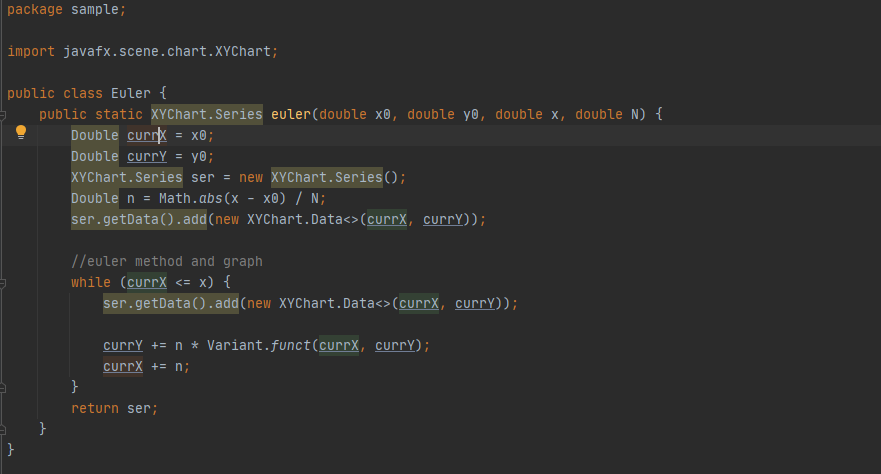 package sample;
import javafx.scene.chart.XYChart;
public class Euler {
public static XYChart.Series euler(double x0, double y0, double x, double N) {
Double currX = x0;
Double currY = y0;
XYChart.Series ser = new XYChart.Series();
Double n = Math.abs(x - x0) / N;
ser.getData().add(new XYChart.Data<>(currX, currY));
//euler method and graph
while (currX <= x) {
ser.getData().add(new XYChart.Data<>(currX, currY));
currY += n * Variant.funct(currX, currY);
currX += n;
}
return ser;
}
}